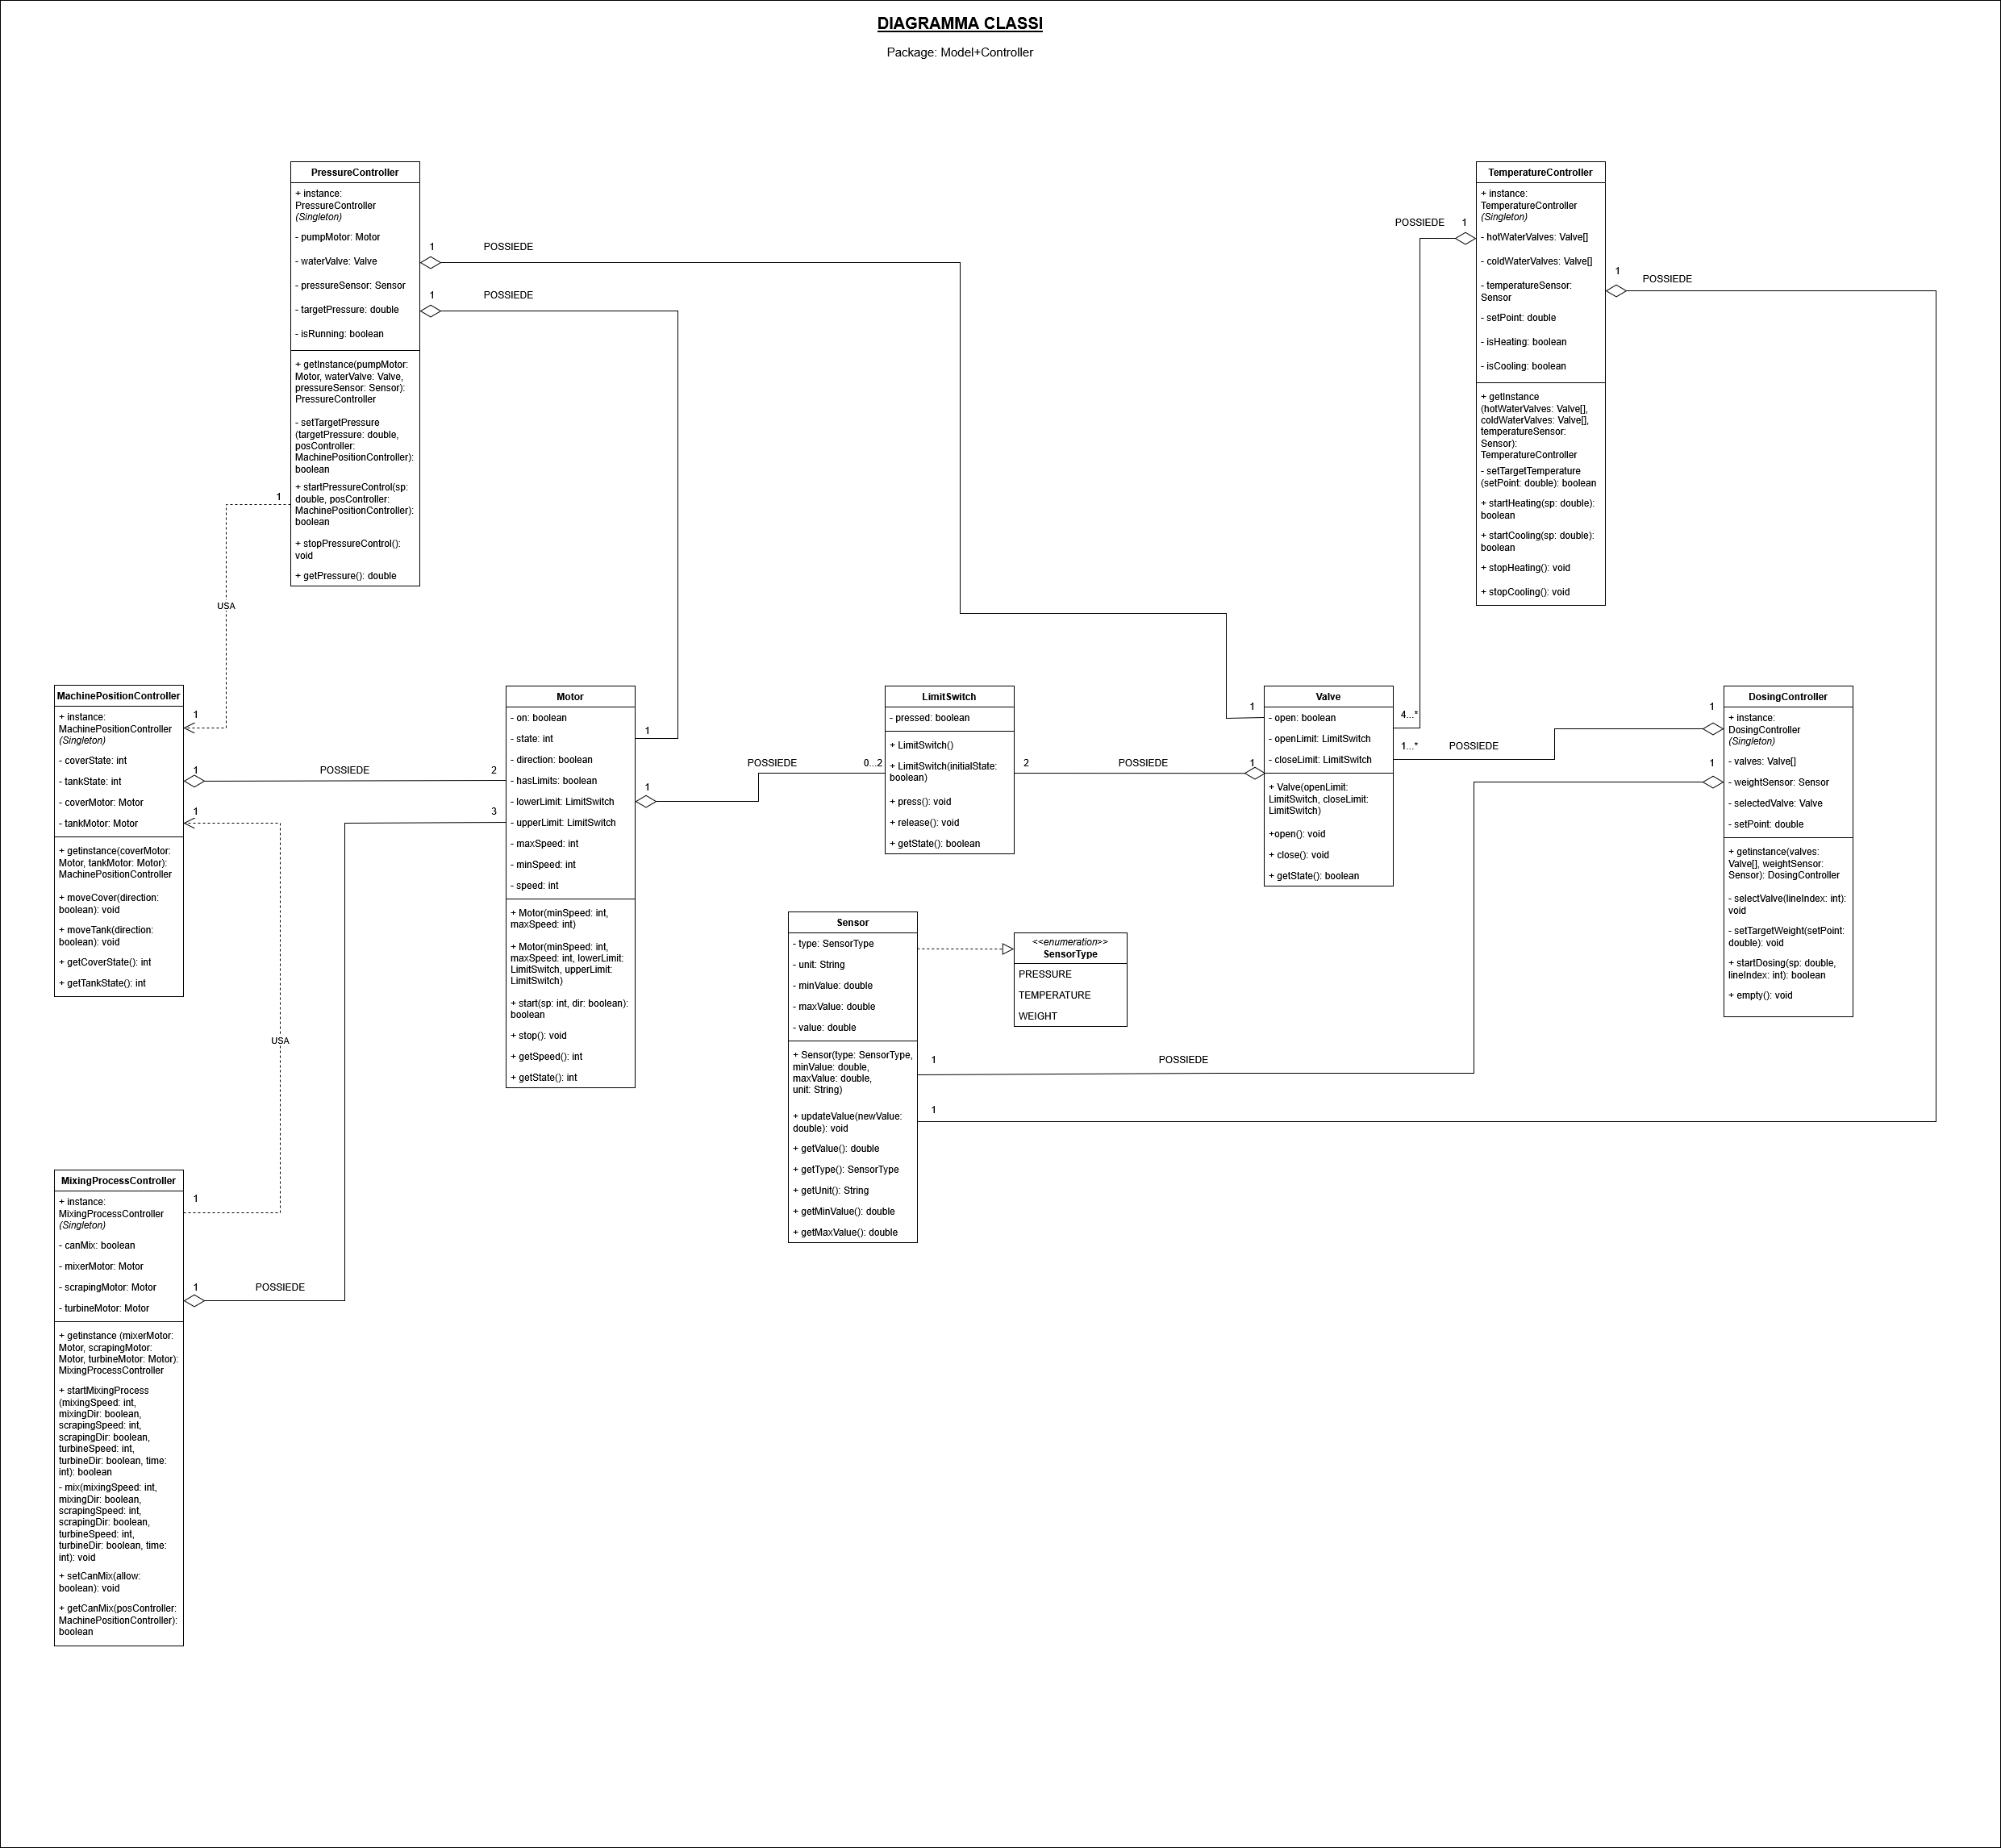 DIAGRAMMA CLASSI
Package: Model+Controller
PressureController
+ instance:
PressureController
(Singleton)
- pumpMotor: Motor
- waterValve: Valve
- pressureSensor: Sensor
- targetPressure: double
- isRunning: boolean
+ getInstance(pumpMotor:
Motor, waterValve: Valve,
pressureSensor: Sensor):
PressureController
- setTargetPressure
(targetPressure: double,
posController:
MachinePositionController):
boolean
+ startPressureControl(sp:
double, posController:
MachinePositionController):
boolean
+ stopPressureControl():
void
+ getPressure(): double
1
POSSIEDE
1
POSSIEDE
1
USA
TemperatureController
+ instance:
TemperatureController
(Singleton)
- hotWaterValves: Valve[]
- coldWaterValves: Valve[]
- temperatureSensor:
Sensor
- setPoint: double
- isHeating: boolean
- isCooling: boolean
+ getInstance
(hotWaterValves: Valve[],
coldWaterValves: Valve[],
temperatureSensor:
Sensor):
TemperatureController
- setTargetTemperature
(setPoint: double): boolean
+ startHeating(sp: double):
boolean
+ startCooling(sp: double):
boolean
+ stopHeating(): void
+ stopCooling(): void
POSSIEDE
1
1
POSSIEDE
MachinePositionController
+ instance:
MachinePositionController
(Singleton)
- coverState: int
- tankState: int
- coverMotor: Motor
- tankMotor: Motor
+ getinstance(coverMotor:
Motor, tankMotor: Motor):
MachinePositionController
+ moveCover(direction:
boolean): void
+ moveTank(direction:
boolean): void
+ getCoverState(): int
+ getTankState(): int
1
1
POSSIEDE
2
1
3
USA
Motor
- on: boolean
- state: int
- direction: boolean
- hasLimits: boolean
- lowerLimit: LimitSwitch
- upperLimit: LimitSwitch
- maxSpeed: int
- minSpeed: int
- speed: int
+ Motor(minSpeed: int,
maxSpeed: int)
+ Motor(minSpeed: int,
maxSpeed: int, lowerLimit:
LimitSwitch, upperLimit:
LimitSwitch)
+ start(sp: int, dir: boolean):
boolean
+ stop(): void
+ getSpeed(): int
+ getState(): int
1
1
POSSIEDE
0...2
LimitSwitch
- pressed: boolean
+ LimitSwitch()
+ LimitSwitch(initialState:
boolean)
+ press(): void
+ release(): void
+ getState(): boolean
2
POSSIEDE
1
1
Valve
- open: boolean
- openLimit: LimitSwitch
- closeLimit: LimitSwitch
+ Valve(openLimit:
LimitSwitch, closeLimit:
LimitSwitch)
+open(): void
+ close(): void
+ getState(): boolean
4...*
1...*
POSSIEDE
1
1
DosingController
+ instance:
DosingController
(Singleton)
- valves: Valve[]
- weightSensor: Sensor
- selectedValve: Valve
- setPoint: double
+ getinstance(valves:
Valve[], weightSensor:
Sensor): DosingController
- selectValve(lineIndex: int):
void
- setTargetWeight(setPoint:
double): void
+ startDosing(sp: double,
lineIndex: int): boolean
+ empty(): void
Sensor
- type: SensorType
- unit: String
- minValue: double
- maxValue: double
- value: double
+ Sensor(type: SensorType,
minValue: double,
maxValue: double,
unit: String)
+ updateValue(newValue:
double): void
+ getValue(): double
+ getType(): SensorType
+ getUnit(): String
+ getMinValue(): double
+ getMaxValue(): double
<<enumeration>>
SensorType
PRESSURE
TEMPERATURE
WEIGHT
1
POSSIEDE
1
MixingProcessController
+ instance:
MixingProcessController
(Singleton)
- canMix: boolean
- mixerMotor: Motor
- scrapingMotor: Motor
- turbineMotor: Motor
+ getinstance (mixerMotor:
Motor, scrapingMotor:
Motor, turbineMotor: Motor):
MixingProcessController
+ startMixingProcess
(mixingSpeed: int,
mixingDir: boolean,
scrapingSpeed: int,
scrapingDir: boolean,
turbineSpeed: int,
turbineDir: boolean, time:
int): boolean
- mix(mixingSpeed: int,
mixingDir: boolean,
scrapingSpeed: int,
scrapingDir: boolean,
turbineSpeed: int,
turbineDir: boolean, time:
int): void
+ setCanMix(allow:
boolean): void
+ getCanMix(posController:
MachinePositionController):
boolean
1
1
POSSIEDE